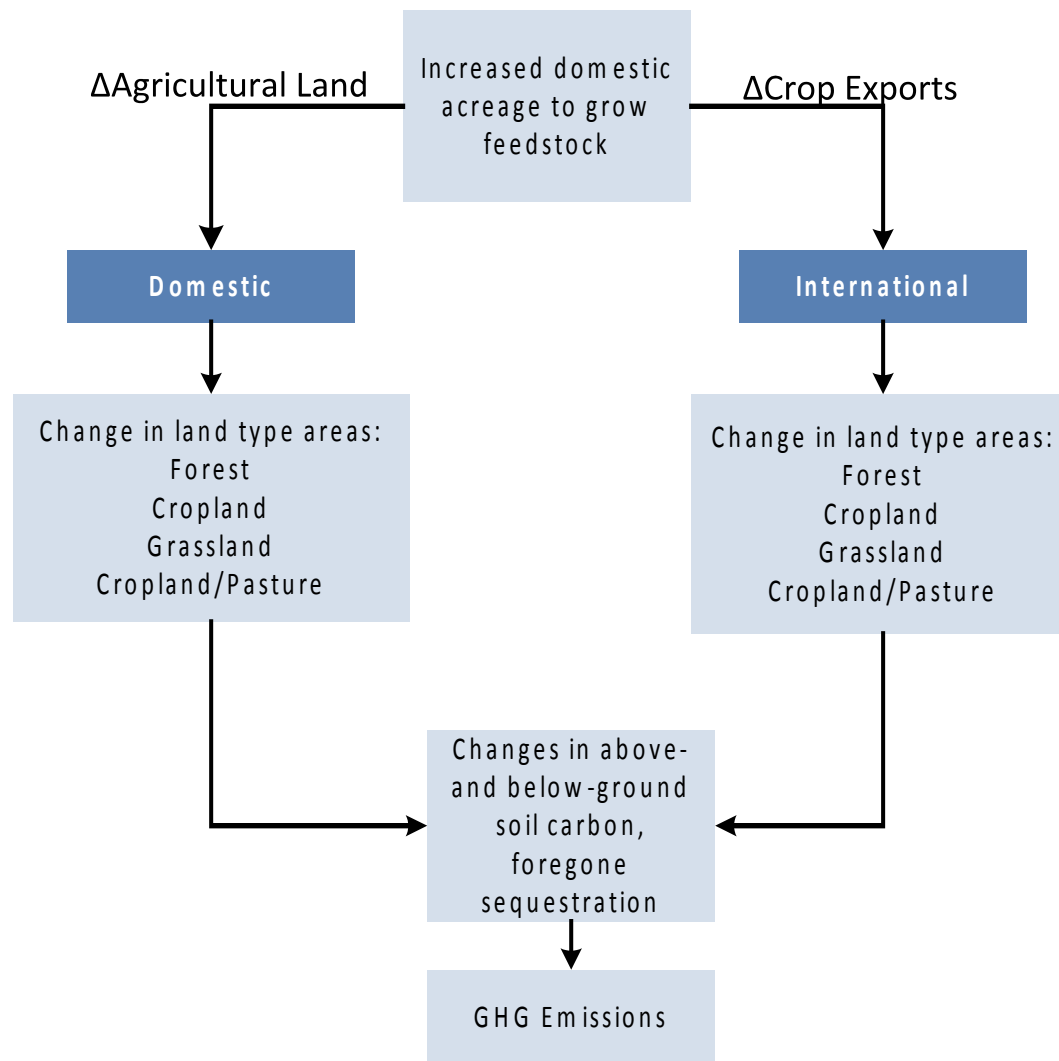 Increased domestic
acreage to grow
feedstock
ΔAgricultural Land
ΔCrop Exports
Domestic
International
Change in land type areas:
Forest
Cropland
Grassland
Cropland/Pasture
Change in land type areas:
Forest
Cropland
Grassland
Cropland/Pasture
Changes in above-
and below-ground
soil carbon,
foregone
sequestration
GHG Emissions